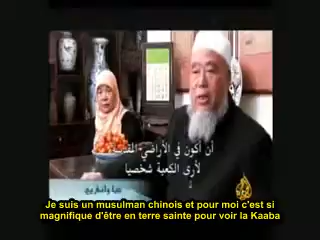 أن أكون في الأراضي المقدسة
لأرى الكعبة شخصيا
Je suis un musulman chinois et pour moi c'est si
magnifique d'être en terre sainte pour voir la Kaaba